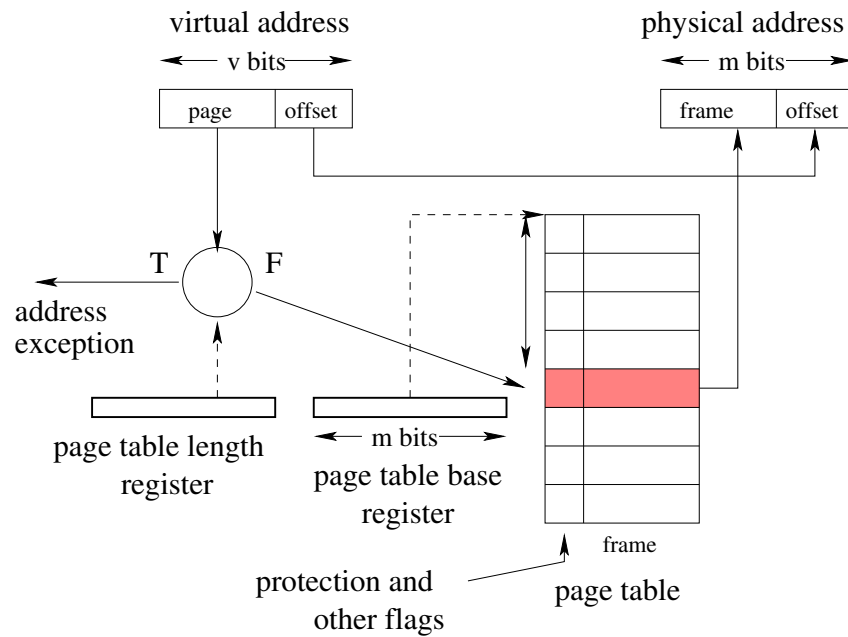 virtual address
physical address
v bits
m bits
page
offset
frame
offset
T
F
address
exception
page table length
register
m bits
page table base
register
frame
page table
protection and
other flags